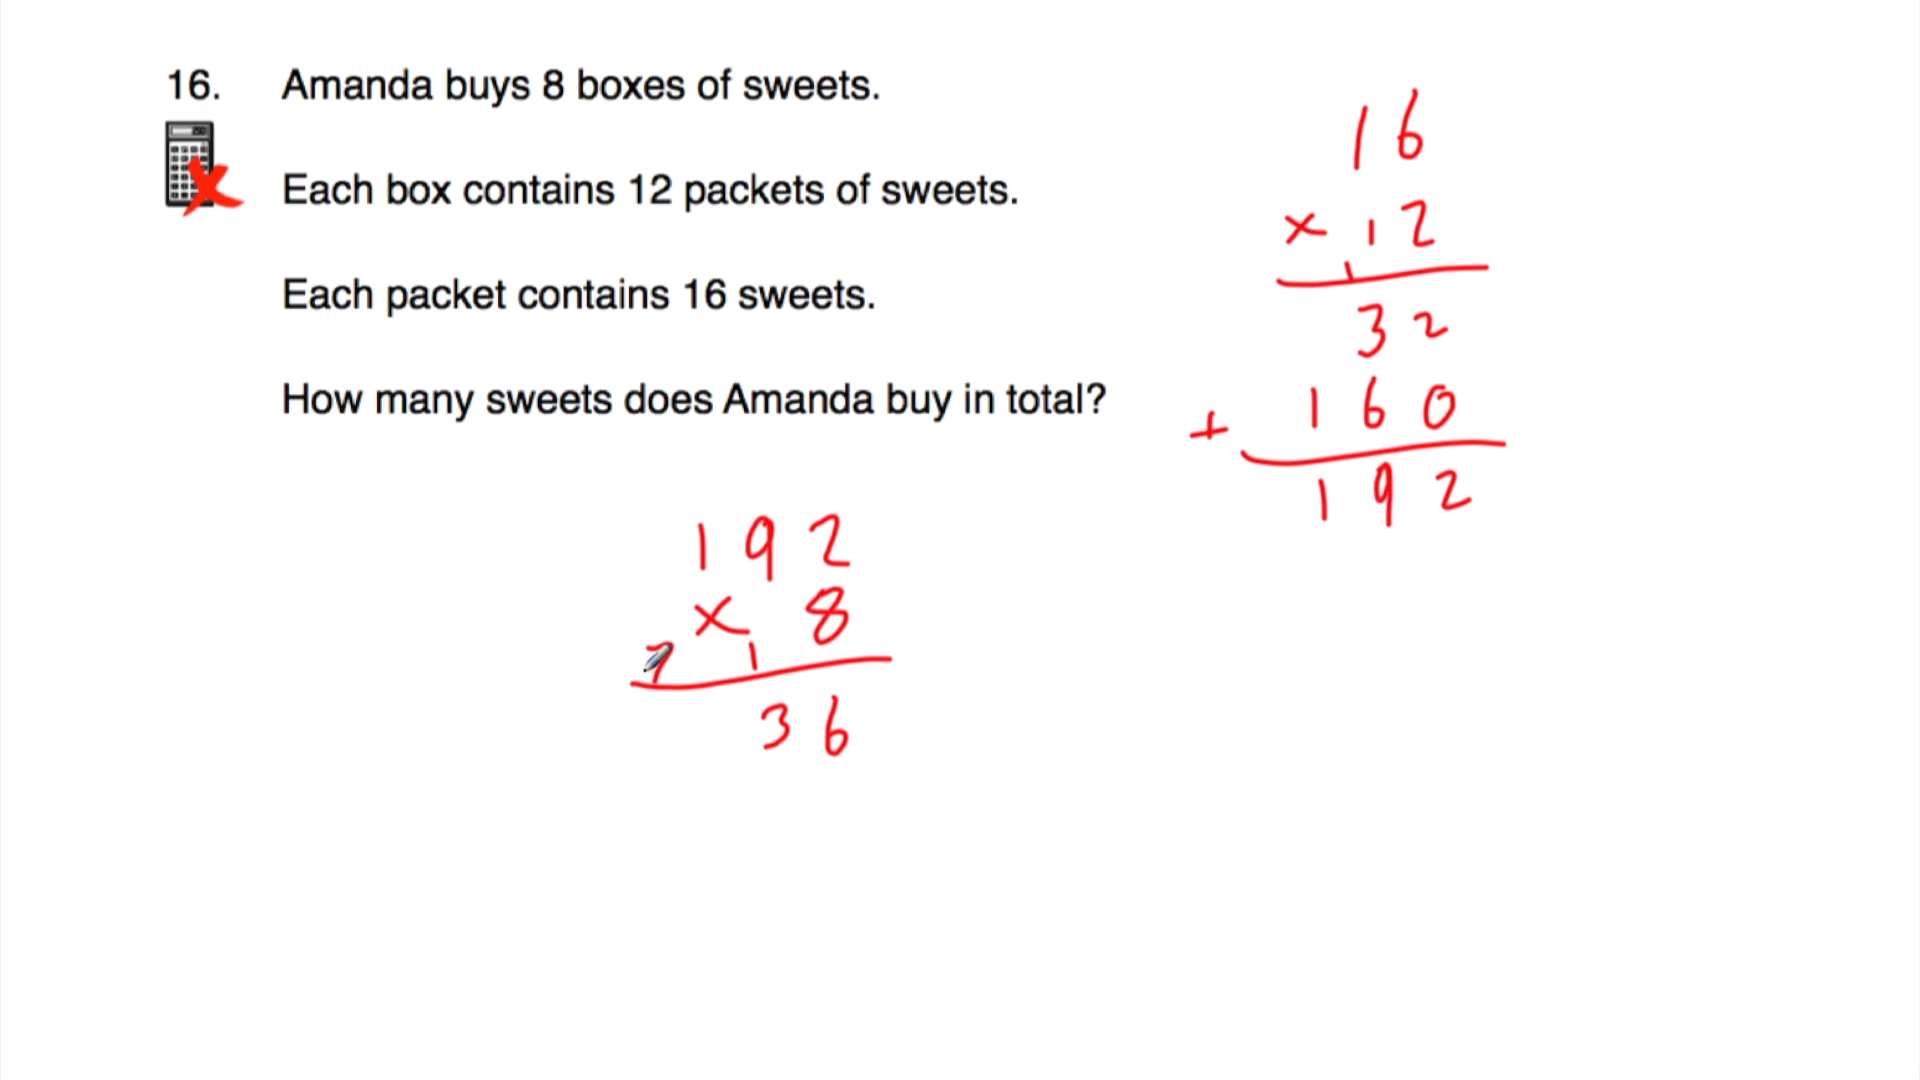 16. Amanda buys 8 boxes of sweets.
Each box contains 12 packets of sweets.
Each packet contains 16 sweets.
How many sweets does Amanda buy in total?
16
× 12
1
32
+ 160
192
192
× 8
7 1
36